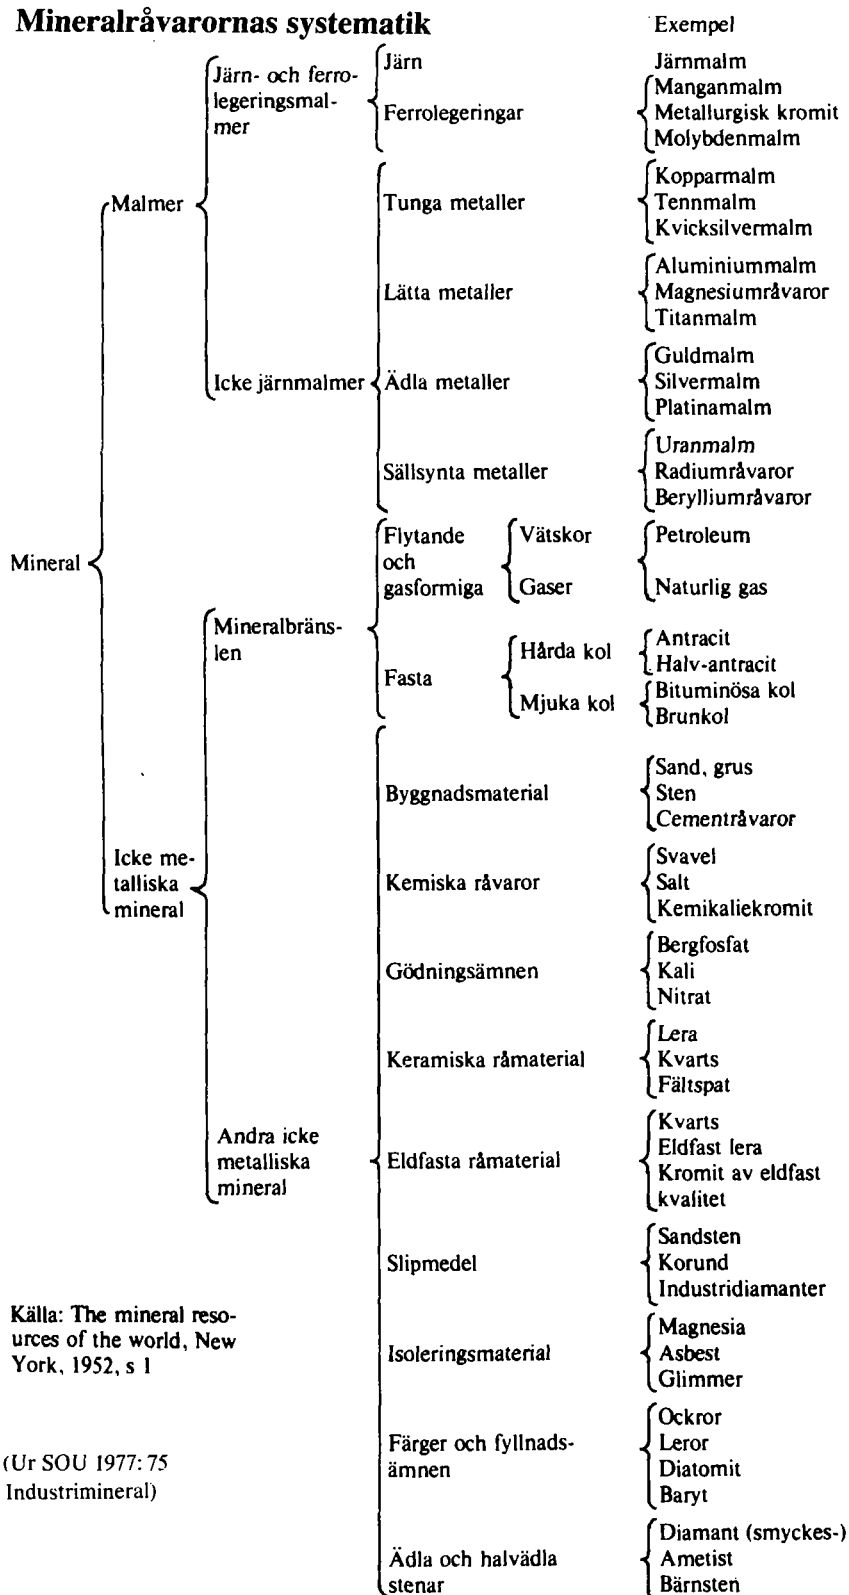 Mineralråvarornas systematik
Exempel
Mineral
Malmer
Järn- och ferro-
legeringsmal-
mer
Järn
Järnmalm
Ferrolegeringar
Manganmalm
Metallurgisk kromit
Molybdenmalm
Icke järnmalmer
Tunga metaller
Kopparmalm
Tennmalm
Kvicksilvermalm
Lätta metaller
Aluminiummalm
Magnesiumråvaror
Titanmalm
Ädla metaller
Guldmalm
Silvermalm
Platinamalm
Sällsynta metaller
Uranmalm
Radiumråvaror
Berylliumråvaror
Icke me-
talliska
mineral
Mineralbräns-
len
Flytande
och
gasformiga
Vätskor
Petroleum
Gaser
Naturlig gas
Fasta
Hårda kol
Antracit
Halv-antracit
Mjuka kol
Bituminösa kol
Brunkol
Andra icke
metalliska
mineral
Byggnadsmaterial
Sand, grus
Sten
Cementråvaror
Kemiska råvaror
Svavel
Salt
Kemikaliekromit
Gödningsämnen
Bergfosfat
Kali
Nitrat
Keramiska råmaterial
Lera
Kvarts
Fältspat
Eldfasta råmaterial
Kvarts
Eldfast lera
Kromit av eldfast
kvalitet
Slipmedel
Sandsten
Korund
Industridiamanter
Isoleringsmaterial
Magnesia
Asbest
Glimmer
Färger och fyllnads-
ämnen
Ockror
Leror
Diatomit
Baryt
Ädla och halvädla
stenar
Diamant (smyckes-)
Ametist
Bärnsten
Källa: The mineral reso-
urces of the world, New
York, 1952, s 1
(Ur SOU 1977:75
Industrimineral)